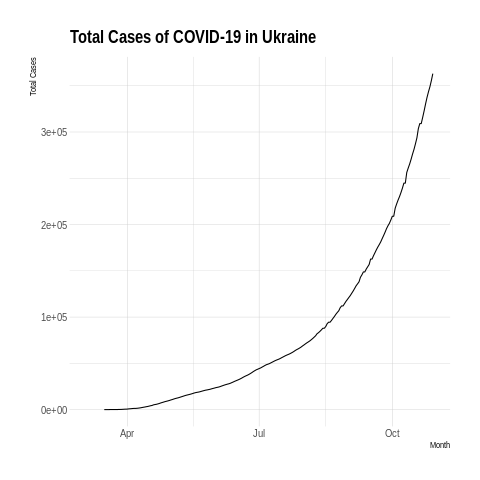 Total Cases of COVID-19 in Ukraine
Total Cases
3e+05
2e+05
1e+05
0e+00
Apr Jul Oct
Month